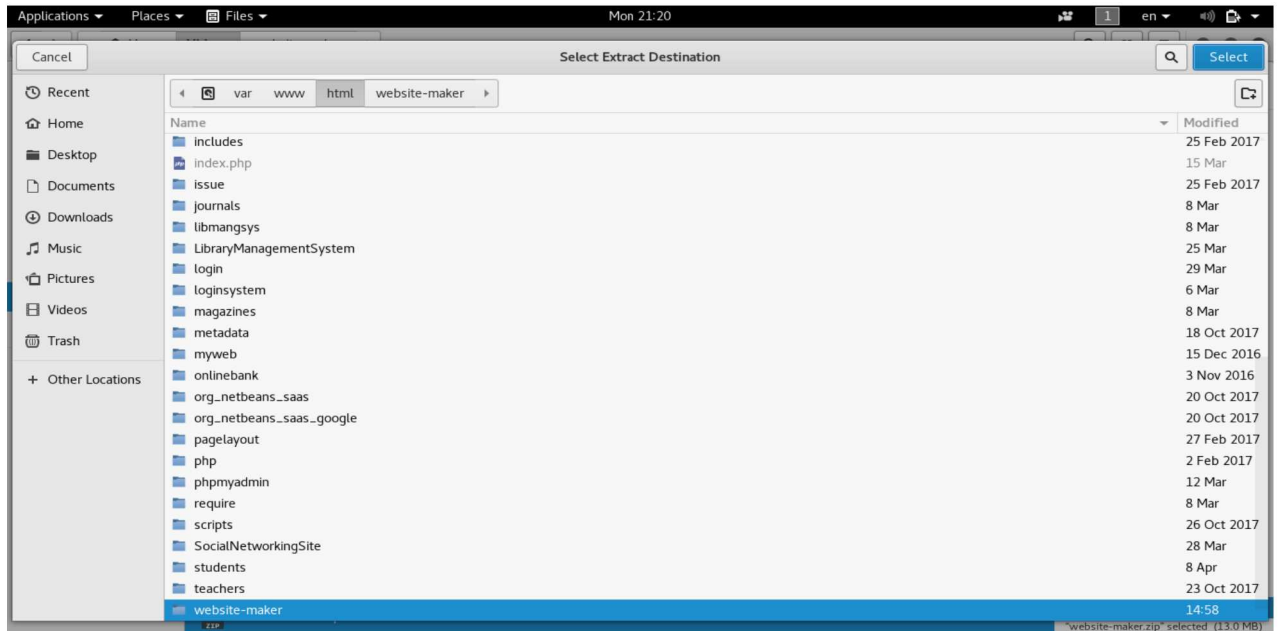 Applications Places Files Mon 21:20 1 en
Cancel Select Extract Destination Select
Recent
Home
Desktop
Documents
Downloads
Music
Pictures
Videos
Trash
+ Other Locations
var www html website-maker
Name Modified
includes 25 Feb 2017
index.php 15 Mar
issue 25 Feb 2017
journals 8 Mar
libmangsys 8 Mar
LibraryManagementSystem 25 Mar
login 29 Mar
loginsystem 6 Mar
magazines 8 Mar
metadata 18 Oct 2017
myweb 15 Dec 2016
onlinebank 3 Nov 2016
org_netbeans_saas 20 Oct 2017
org_netbeans_saas_google 20 Oct 2017
pagelayout 27 Feb 2017
php 2 Feb 2017
phpmyadmin 12 Mar
require 8 Mar
scripts 26 Oct 2017
SocialNetworkingSite 28 Mar
students 8 Apr
teachers 23 Oct 2017
website-maker 14:58
ZIP "website-maker.zip" selected (13.0 MB)